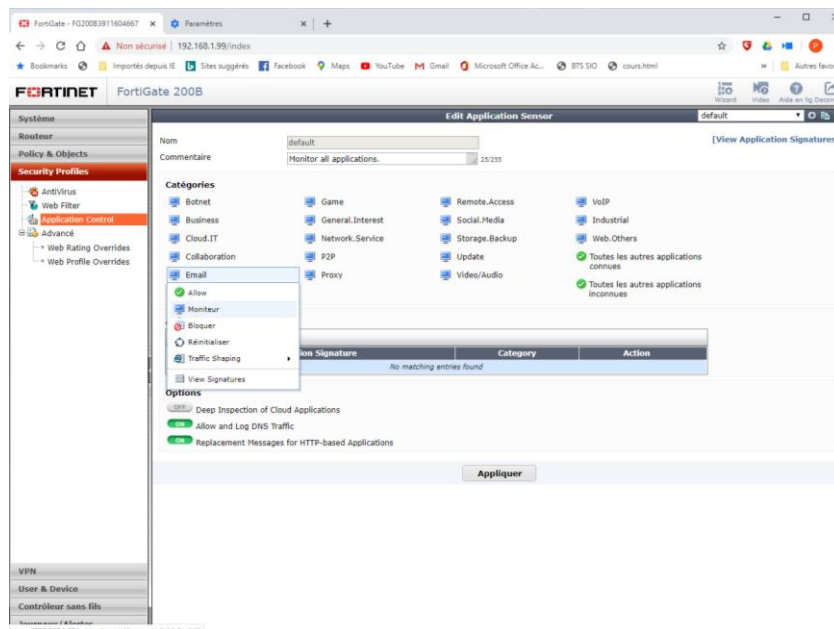 FortiGate - FG200B3911604667
Paramètres
Non sécurisé | 192.168.1.99/index
Bookmarks
Importés depuis IE
Sites suggérés
Facebook
Maps
YouTube
Gmail
Microsoft Office Ac...
BTS SIO
cours.html
»
Autres favor
FORTINET
FortiGate 200B
Wizard
Video
Aide en lig
Système
Routeur
Policy & Objects
Security Profiles
AntiVirus
Web Filter
Application Control
Avancé
Web Rating Overrides
Web Profile Overrides
VPN
User & Device
Contrôleur sans fils
Edit Application Sensor
default
[View Application Signatures
Nom
default
Commentaire
Monitor all applications.
25/255
Catégories
Botnet
Game
Remote.Access
VoIP
Business
General.Interest
Social.Media
Industrial
Cloud.IT
Network.Service
Storage.Backup
Web.Others
Collaboration
P2P
Update
Toutes les autres applications
connues
Email
Proxy
Video/Audio
Toutes les autres applications
inconnues
Allow
Moniteur
Bloquer
Réinitialiser
Traffic Shaping
View Signatures
ion Signature
Category
Action
No matching entries found
Options
OFF
Deep Inspection of Cloud Applications
ON
Allow and Log DNS Traffic
ON
Replacement Messages for HTTP-based Applications
Appliquer